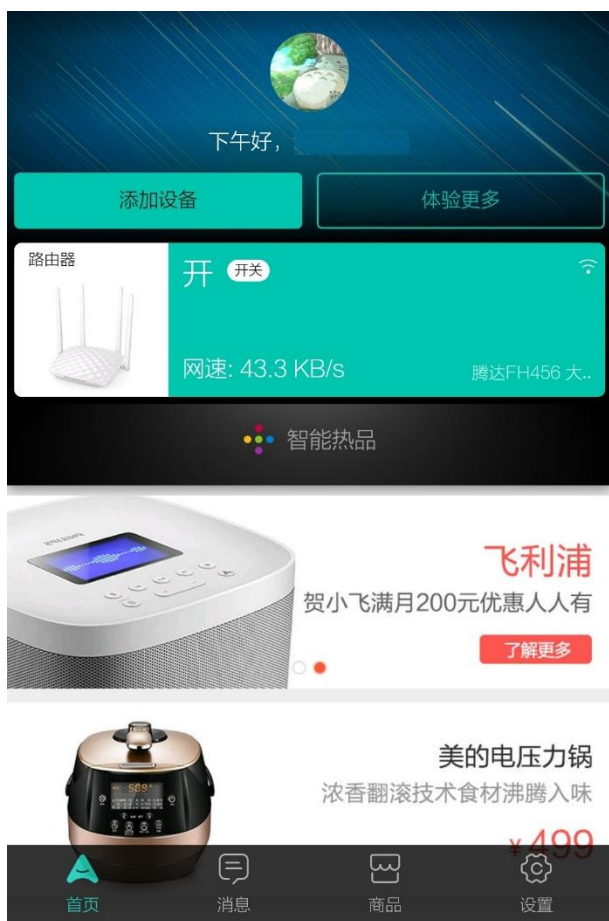 下午好，
添加设备
体验更多
路由器
开 开关
网速: 43.3 KB/s
腾达FH456 大..
智能热品
PHILIPS
飞利浦
贺小飞满月200元优惠人人有
了解更多
美的电压力锅
浓香翻滚技术食材沸腾入味
¥499
首页
消息
商品
设置